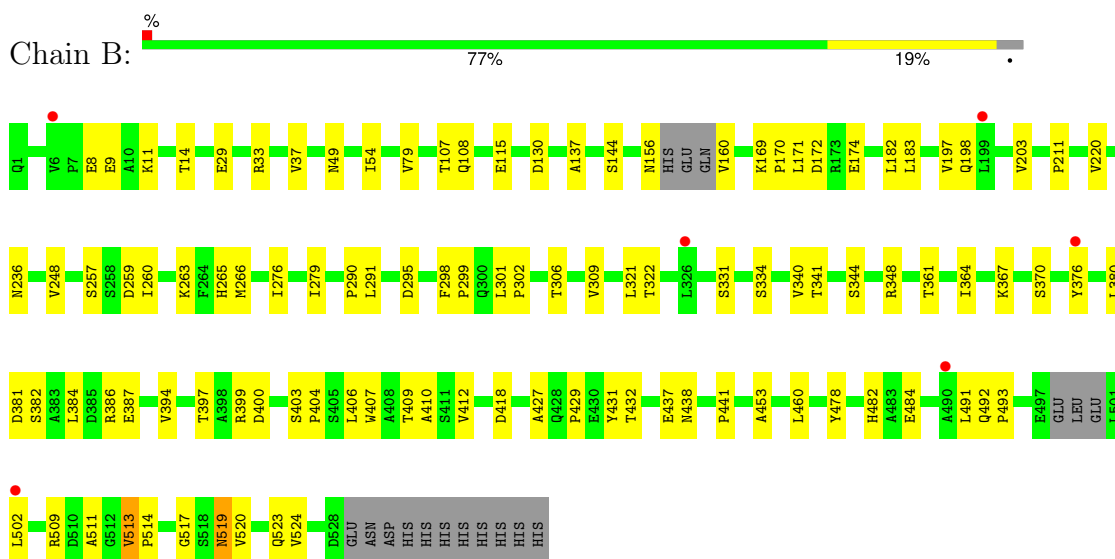 %
Chain B:
77% 19% •
Q1 V6 P7 E8 E9 A10 K11 T14 E29 R33 V37 N49 I54 V79 T107 Q108 E115 D130 A137 S144 N156 HIS GLU GLN V160 K169 P170 L171 D172 R173 E174 L182 L183 V197 Q198 L199 V203 P211 V220
N236 V248 S257 S258 D259 I260 K263 F264 H265 M266 I276 I279 P290 L291 D295 F298 P299 Q300 L301 P302 T306 V309 L321 T322 L326 S331 S334 V340 T341 S344 R348 T361 I364 K367 S370 Y376 L380
D381 S382 A383 L384 D385 R386 E387 V394 T397 A398 R399 D400 S403 P404 S405 L406 W407 A408 T409 A410 S411 V412 D418 A427 Q428 P429 E430 Y431 T432 E437 N438 P441 A453 L460 Y478 H482 A483 E484 A490 L491 Q492 P493 E497 GLU LEU GLU L501
L502 R509 D510 A511 G512 V513 P514 G517 S518 N519 V520 Q523 V524 D528 GLU ASN ASP HIS HIS HIS HIS HIS HIS HIS